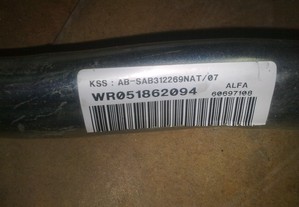 KSS : AB-SAB312269NAT/07
WR051862094
ALFA
60697108